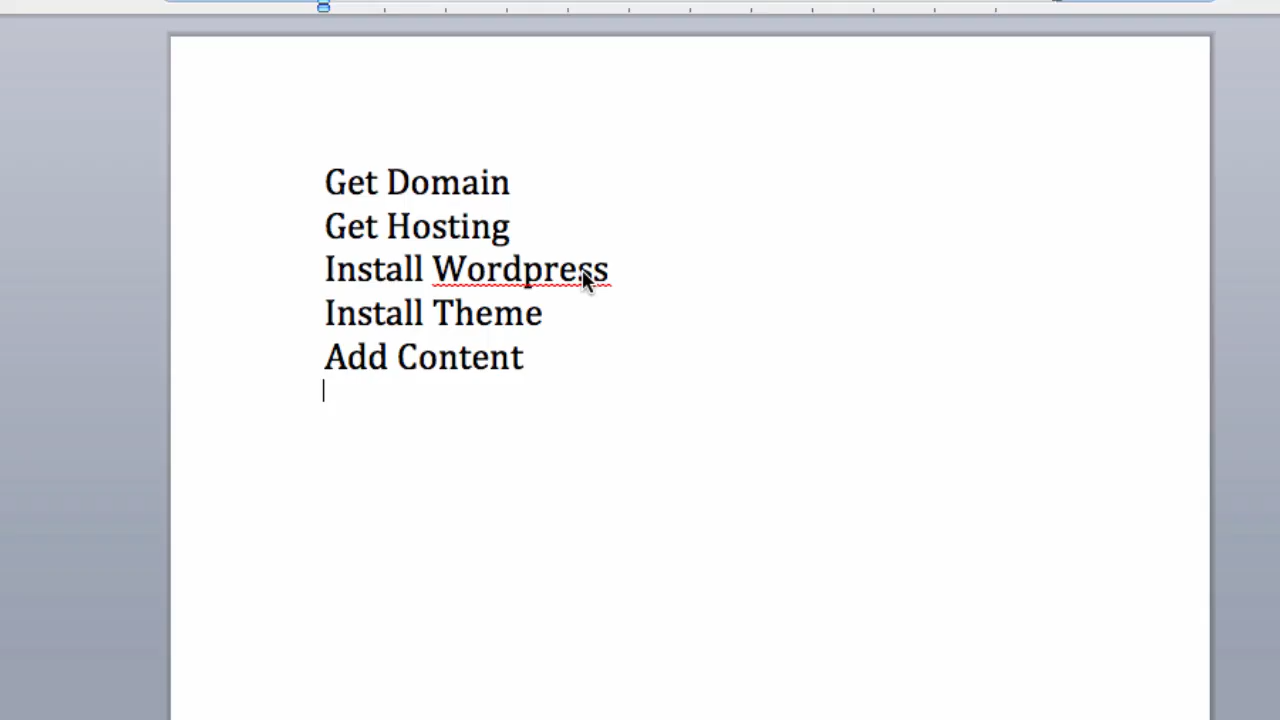 Get Domain
Get Hosting
Install Wordpress
Install Theme
Add Content